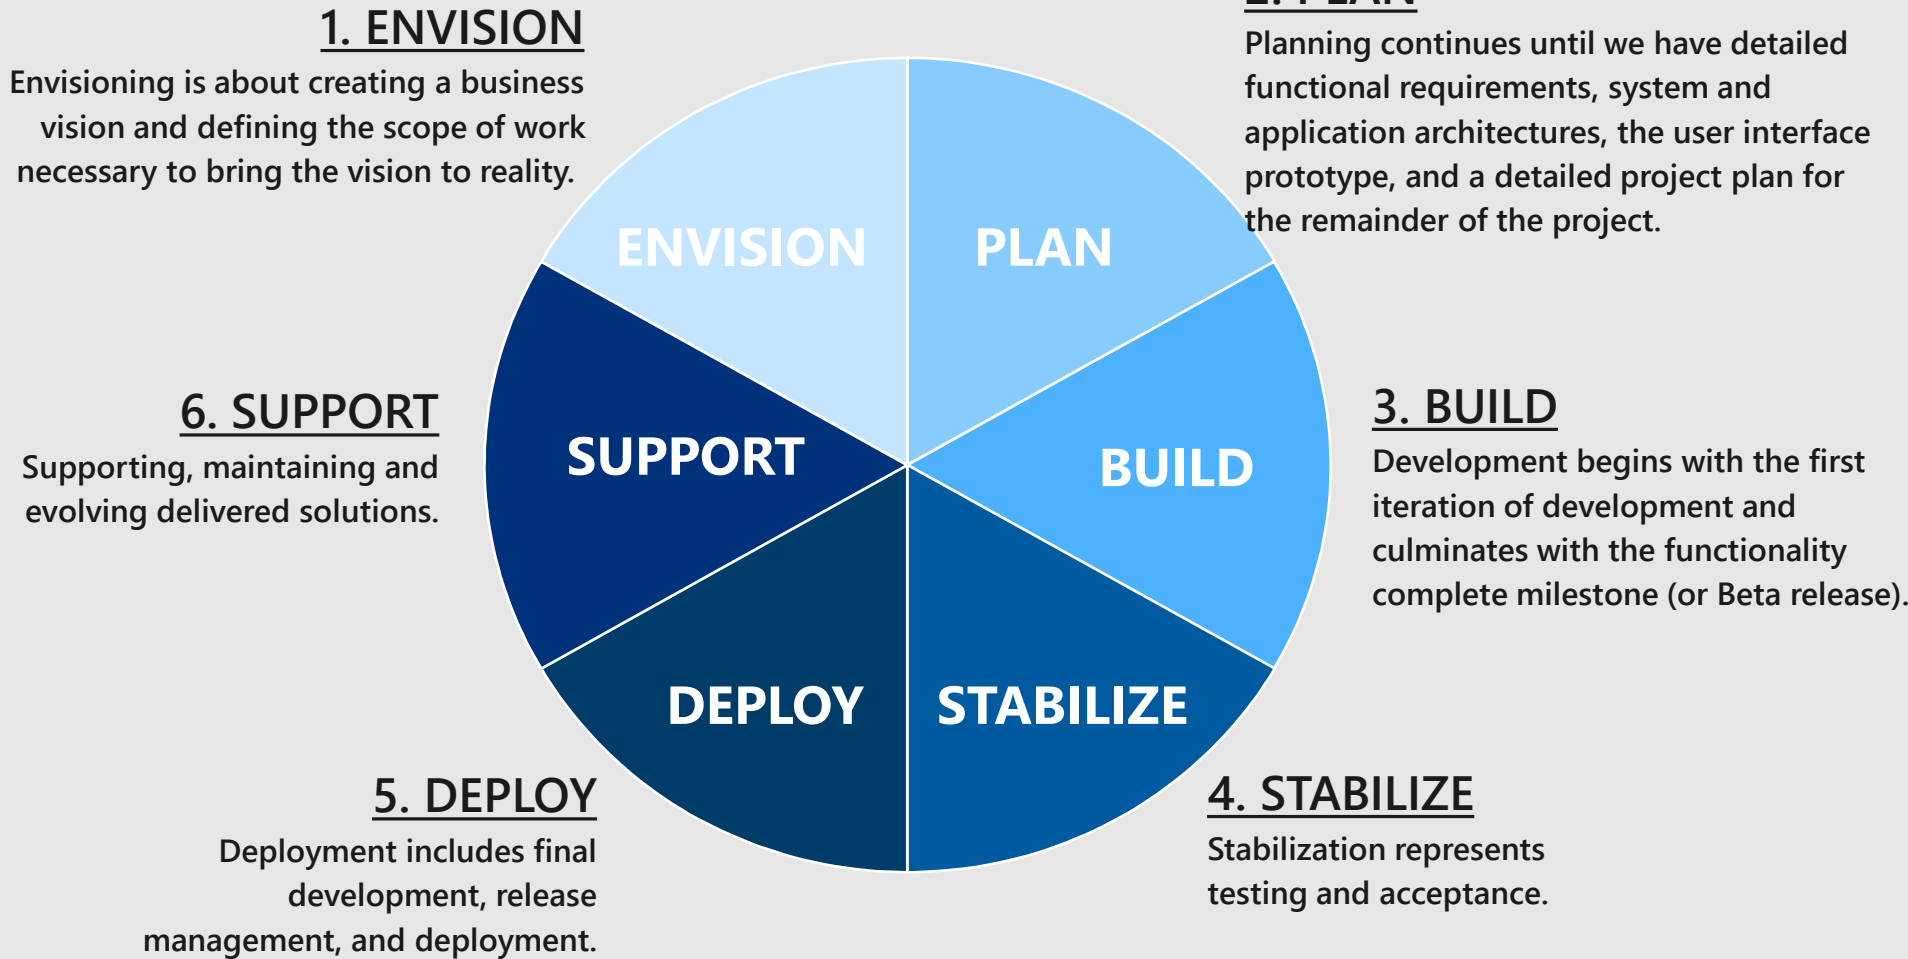 1. ENVISION
Envisioning is about creating a business
vision and defining the scope of work
necessary to bring the vision to reality.
2. PLAN
Planning continues until we have detailed
functional requirements, system and
application architectures, the user interface
prototype, and a detailed project plan for
the remainder of the project.
ENVISION
PLAN
6. SUPPORT
Supporting, maintaining and
evolving delivered solutions.
SUPPORT
BUILD
3. BUILD
Development begins with the first
iteration of development and
culminates with the functionality
complete milestone (or Beta release).
DEPLOY
STABILIZE
5. DEPLOY
Deployment includes final
development, release
management, and deployment.
4. STABILIZE
Stabilization represents
testing and acceptance.